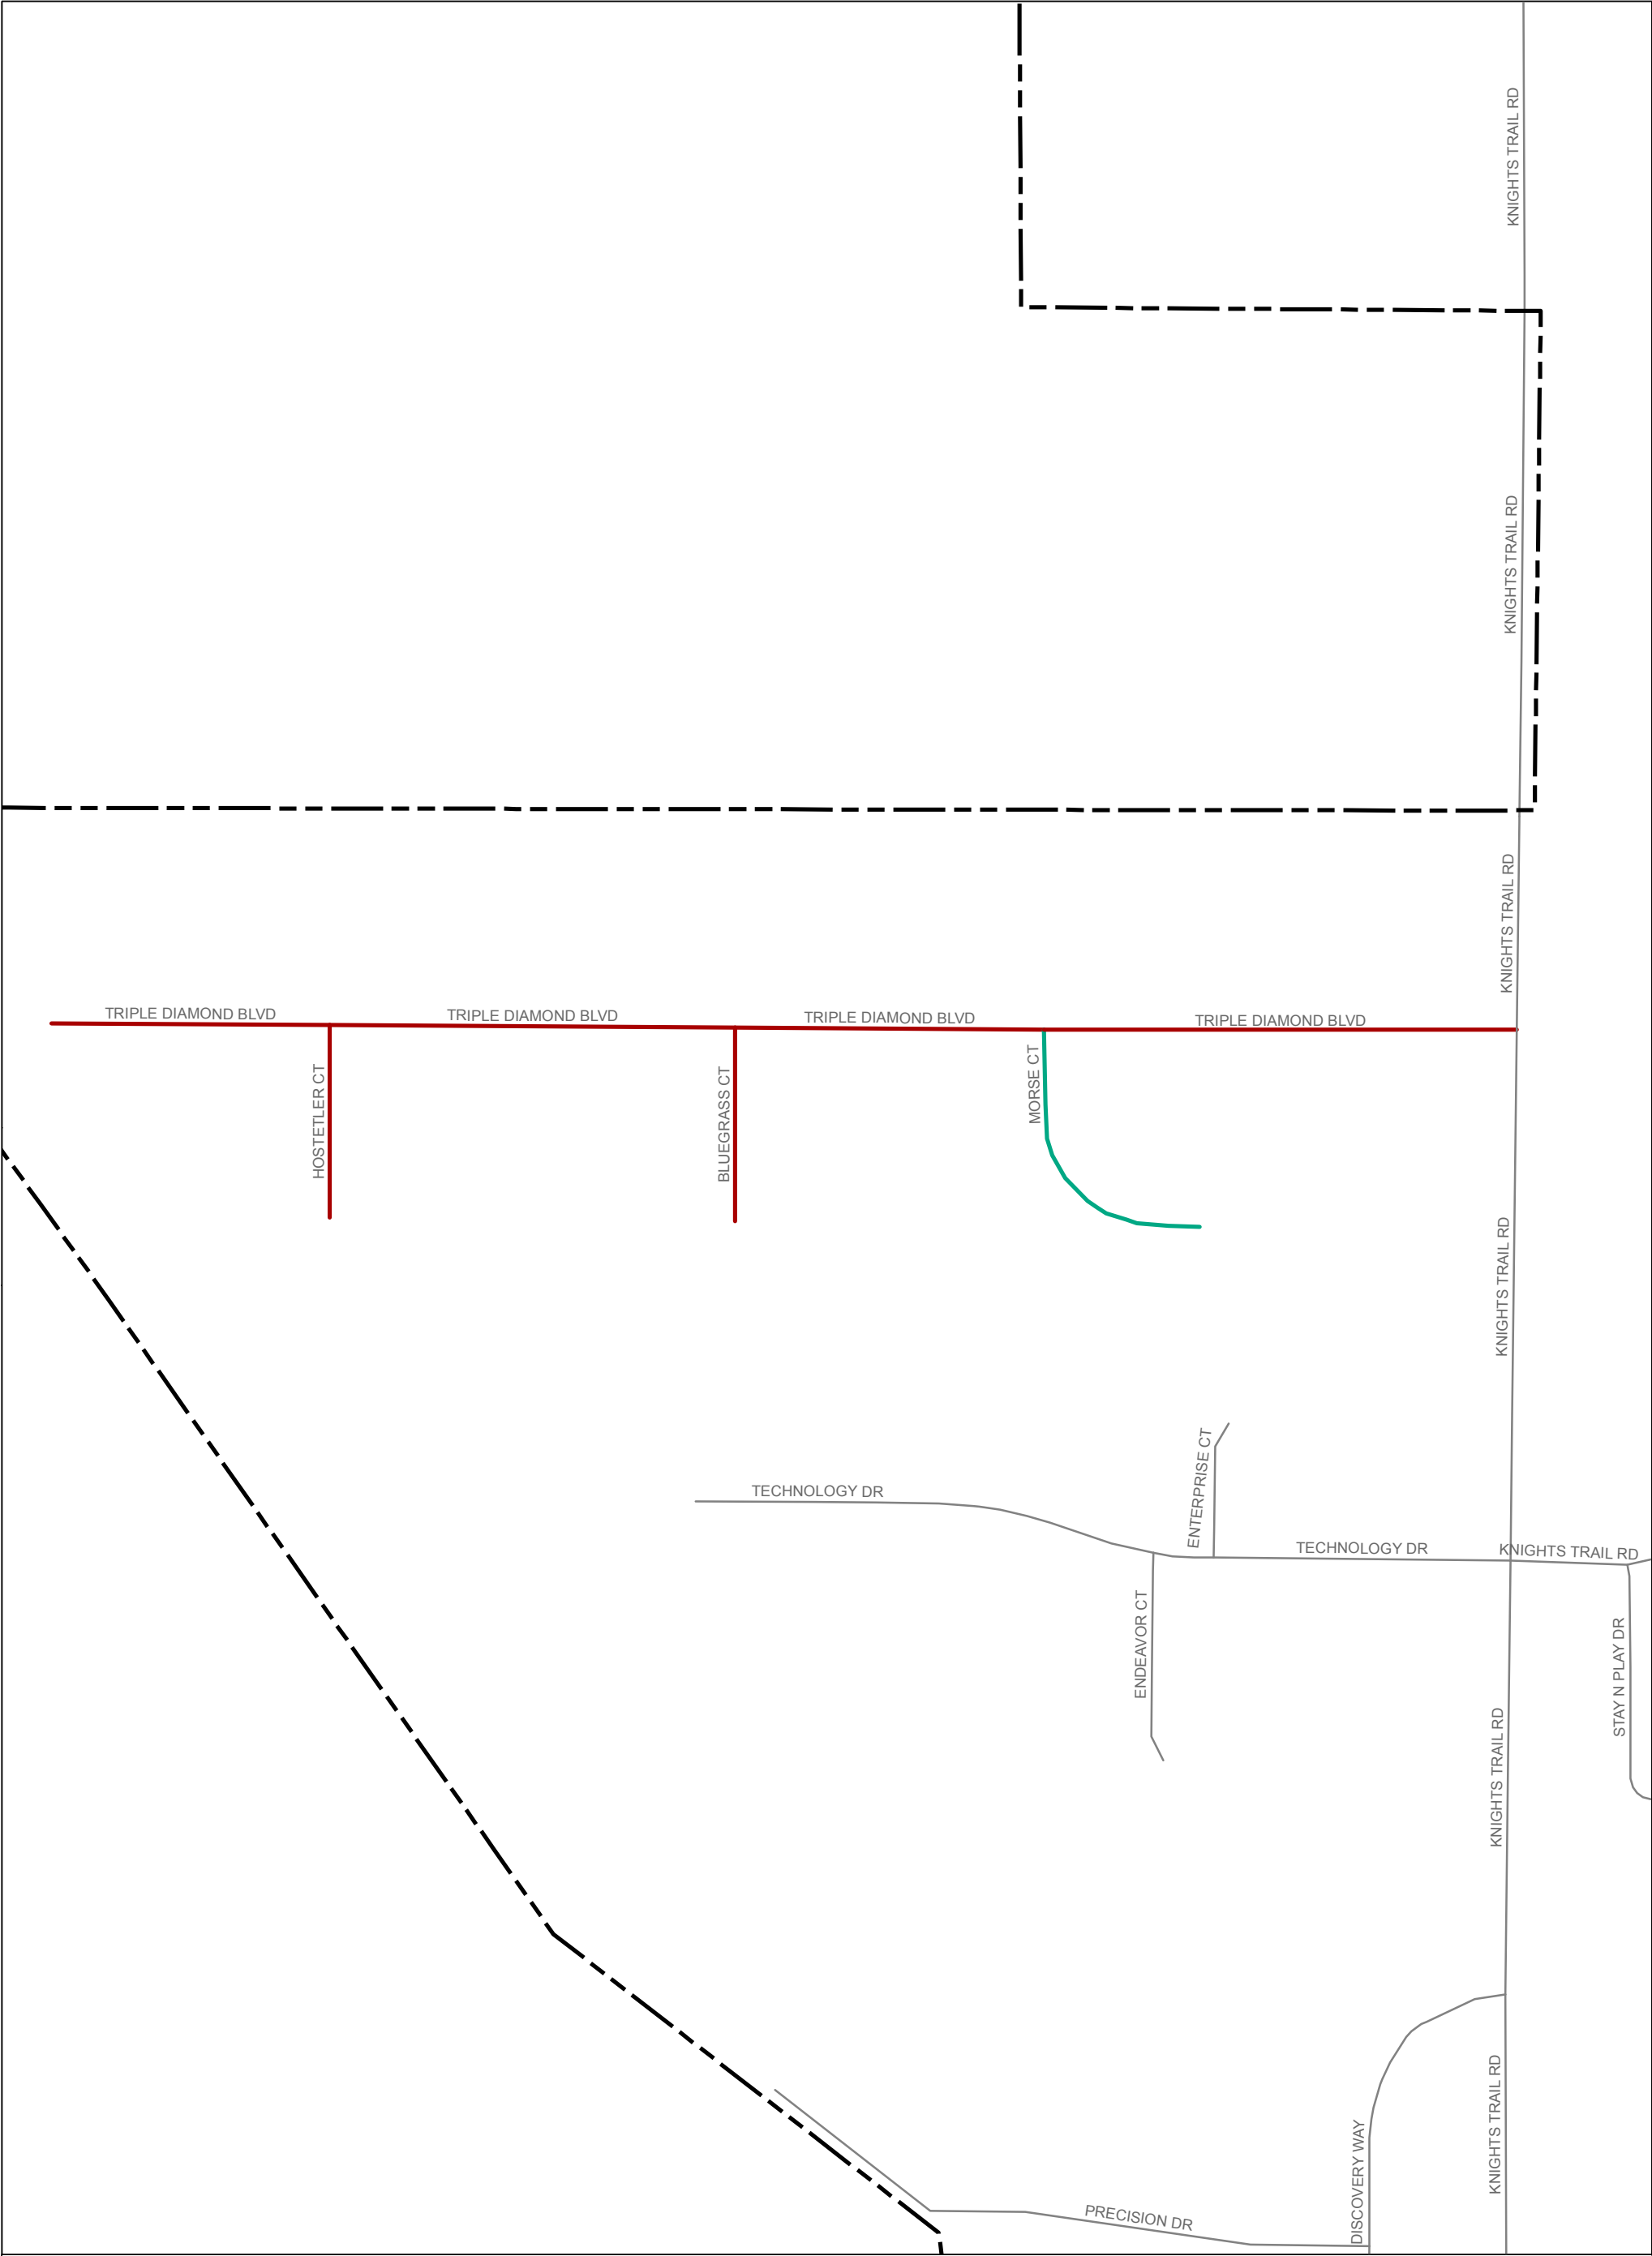 KNIGHTS TRAIL RD
KNIGHTS TRAIL RD
KNIGHTS TRAIL RD
TRIPLE DIAMOND BLVD
TRIPLE DIAMOND BLVD
TRIPLE DIAMOND BLVD
TRIPLE DIAMOND BLVD
HOSTETLER CT
BLUEGRASS CT
MORSE CT
KNIGHTS TRAIL RD
ENTERPRISE CT
TECHNOLOGY DR
TECHNOLOGY DR
KNIGHTS TRAIL RD
ENDEAVOR CT
STAY N PLAY DR
KNIGHTS TRAIL RD
KNIGHTS TRAIL RD
DISCOVERY WAY
PRECISION DR